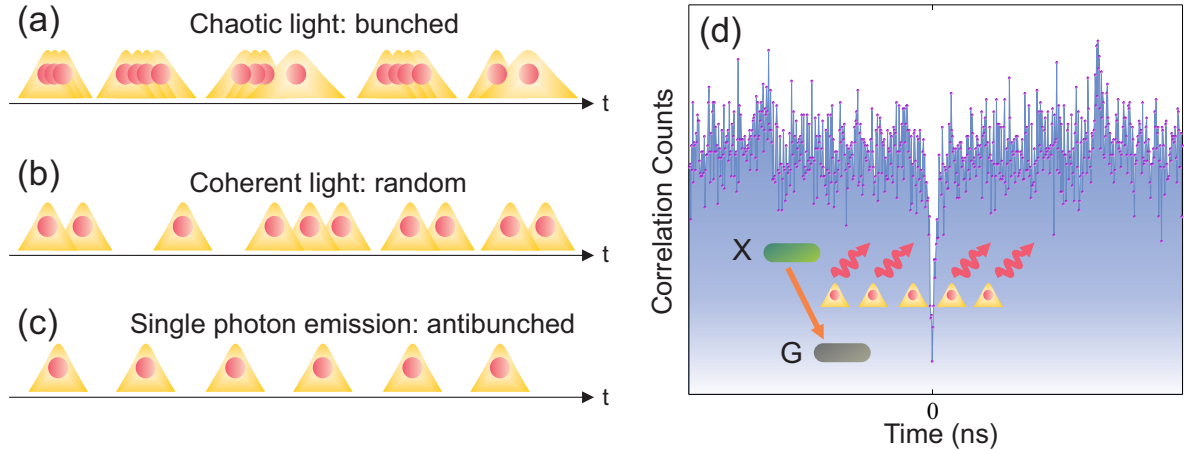 (a)
Chaotic light: bunched
t
(b)
Coherent light: random
t
(c)
Single photon emission: antibunched
t
(d)
Correlation Counts
X
G
0
Time (ns)